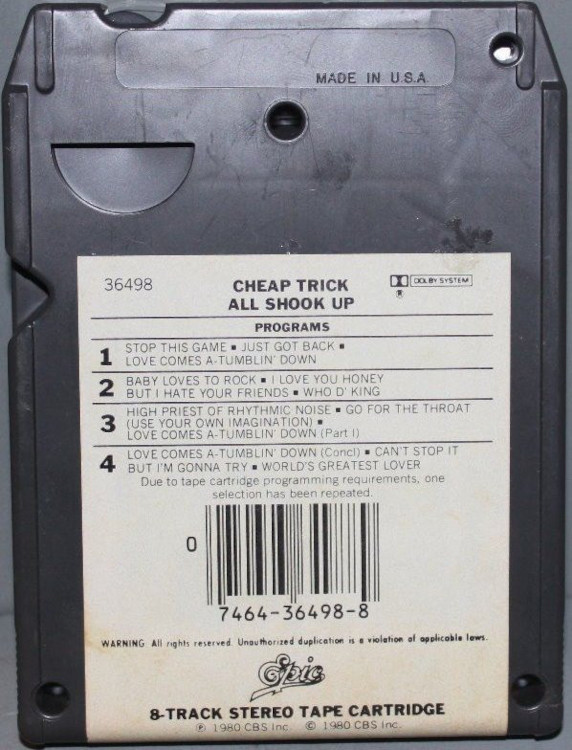 MADE IN U.S.A.
36498
CHEAP TRICK
ALL SHOOK UP
DOLBY SYSTEM
®
PROGRAMS
1 STOP THIS GAME ▪ JUST GOT BACK ▪
LOVE COMES A-TUMBLIN' DOWN
2 BABY LOVES TO ROCK ▪ I LOVE YOU HONEY
BUT I HATE YOUR FRIENDS ▪ WHO D' KING
3 HIGH PRIEST OF RHYTHMIC NOISE ▪ GO FOR THE THROAT
(USE YOUR OWN IMAGINATION) ▪
LOVE COMES A-TUMBLIN' DOWN (Part I)
4 LOVE COMES A-TUMBLIN' DOWN (Concl) ▪ CAN'T STOP IT
BUT I'M GONNA TRY ▪ WORLD'S GREATEST LOVER
Due to tape cartridge programming requirements, one
selection has been repeated.
0
7464-36498-8
WARNING All rights reserved. Unauthorized duplication is a violation of applicable laws.
Epic
8-TRACK STEREO TAPE CARTRIDGE
℗ 1980 CBS Inc. © 1980 CBS Inc.